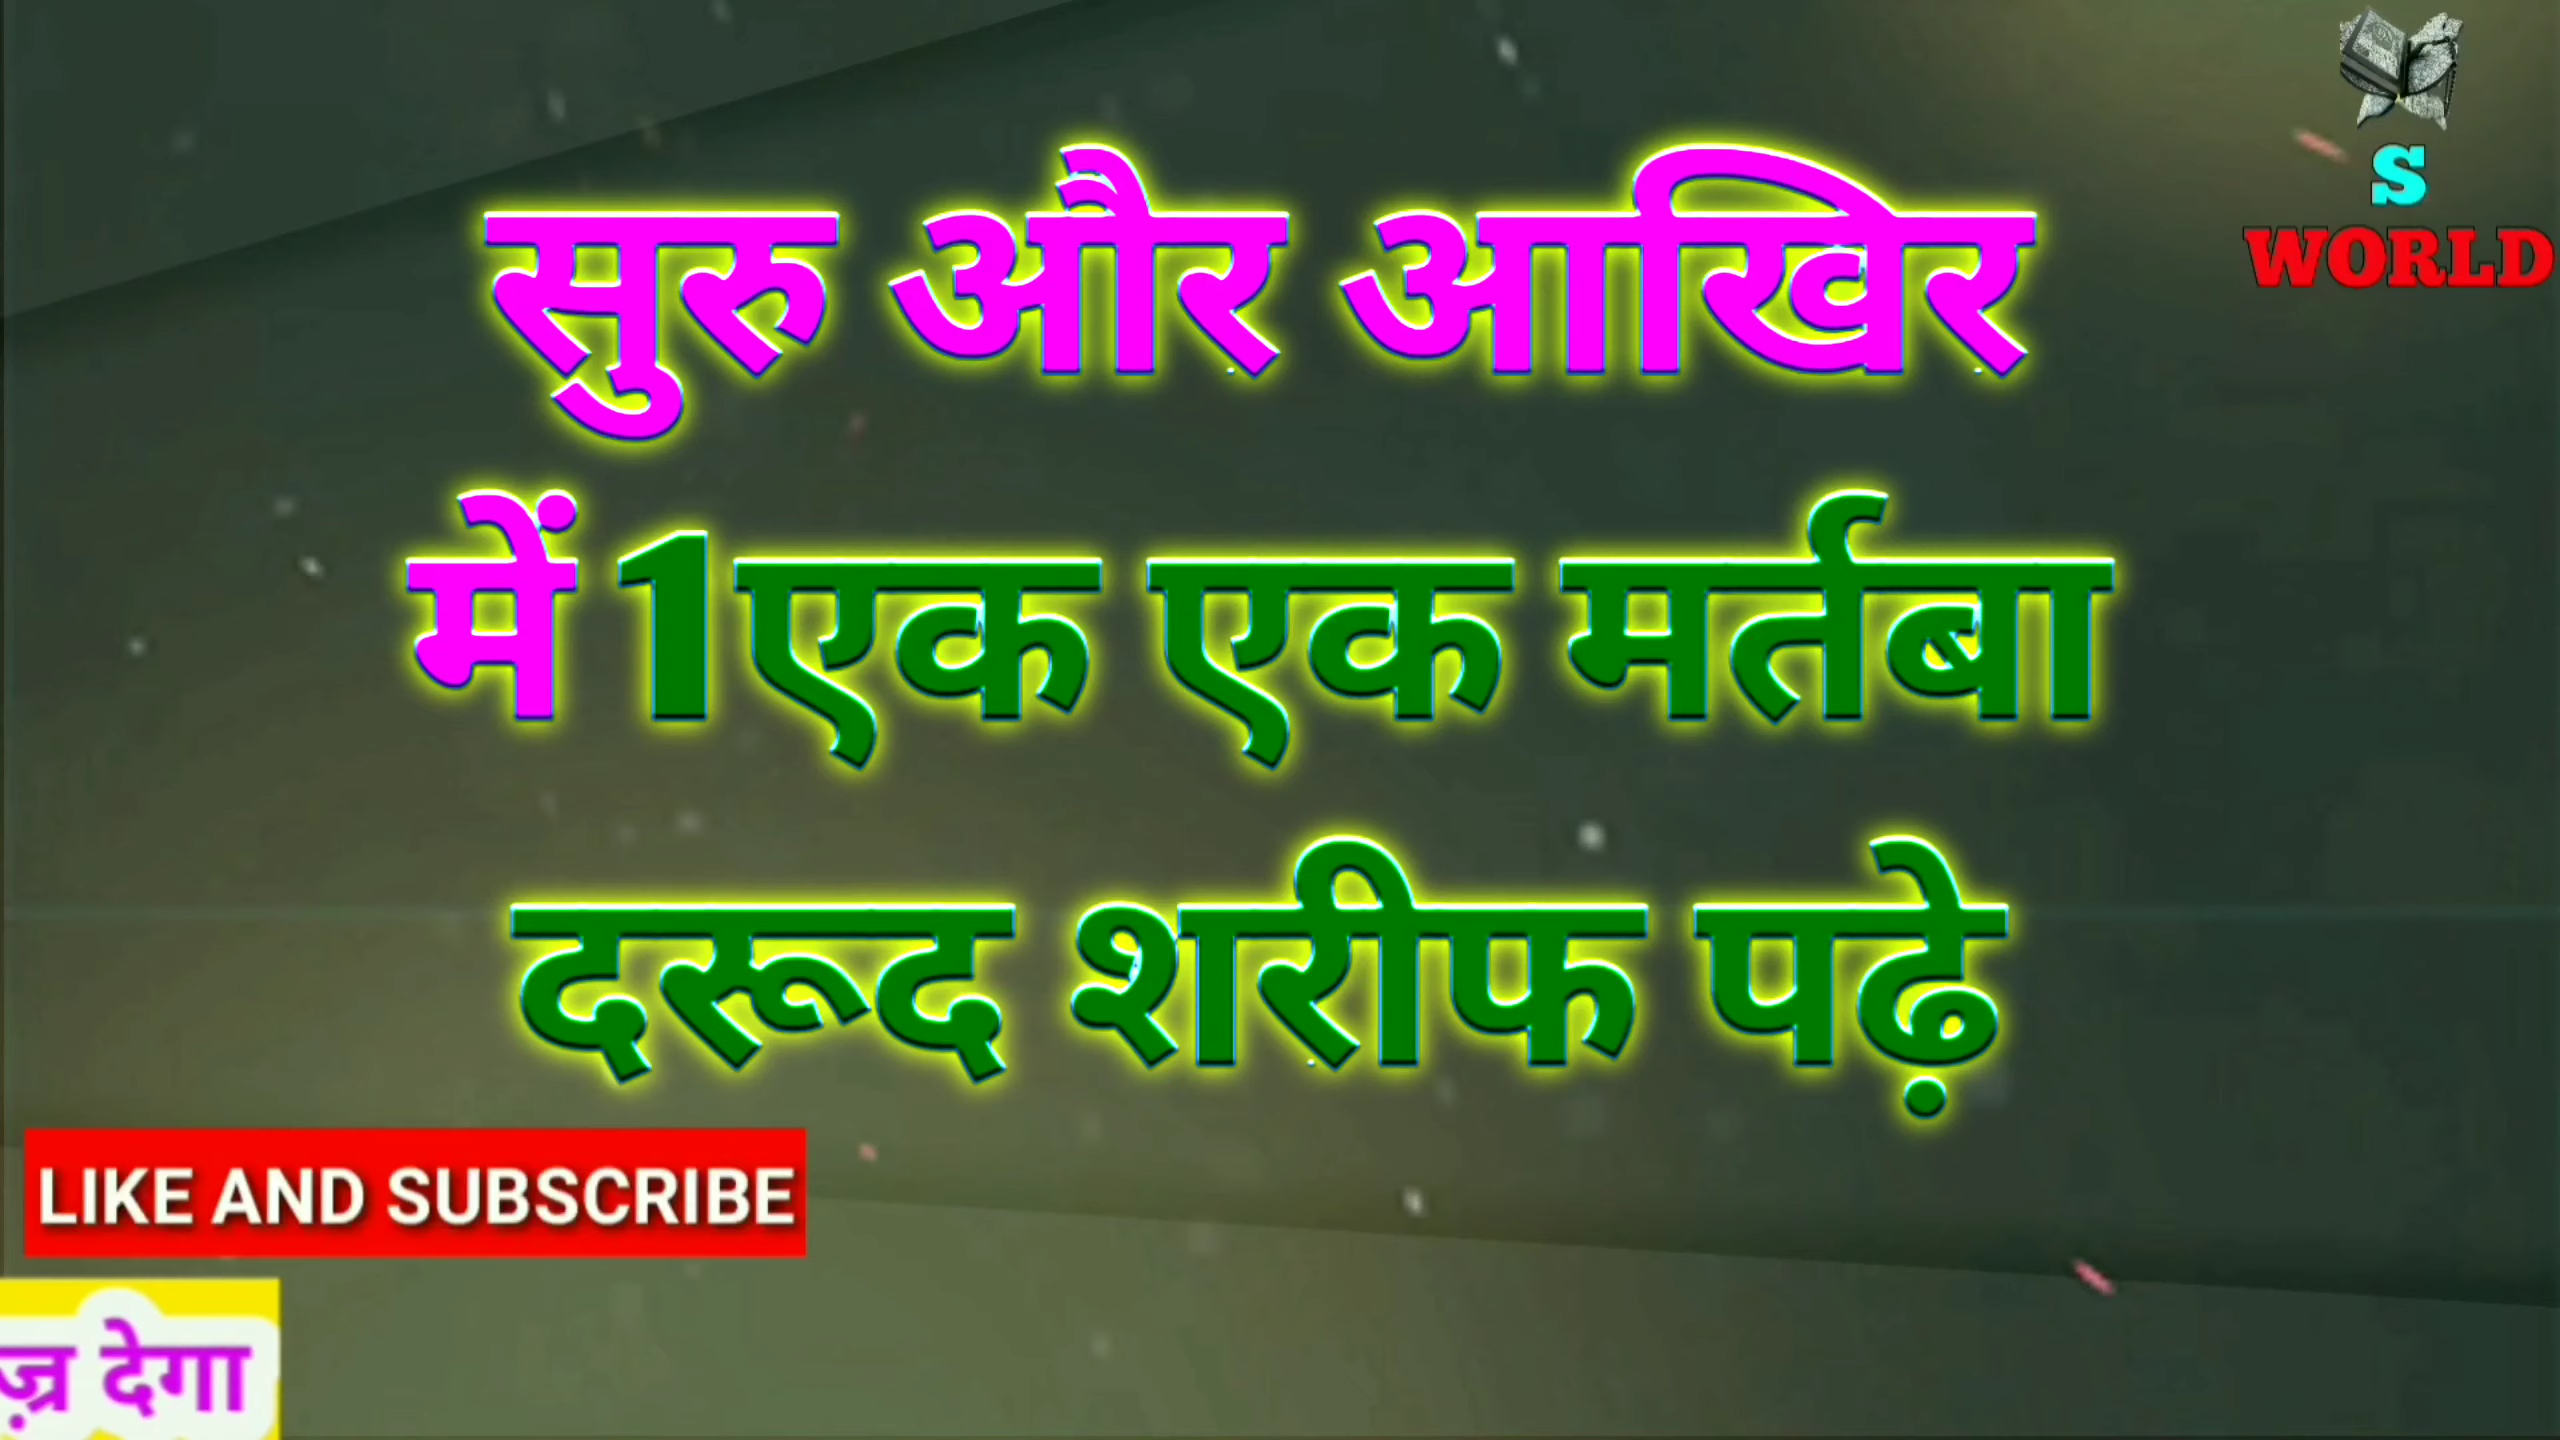 S
WORLD
सुरु और आखिर
में 1एक एक मर्तबा
दरूद शरीफ पढ़े
LIKE AND SUBSCRIBE
देगा